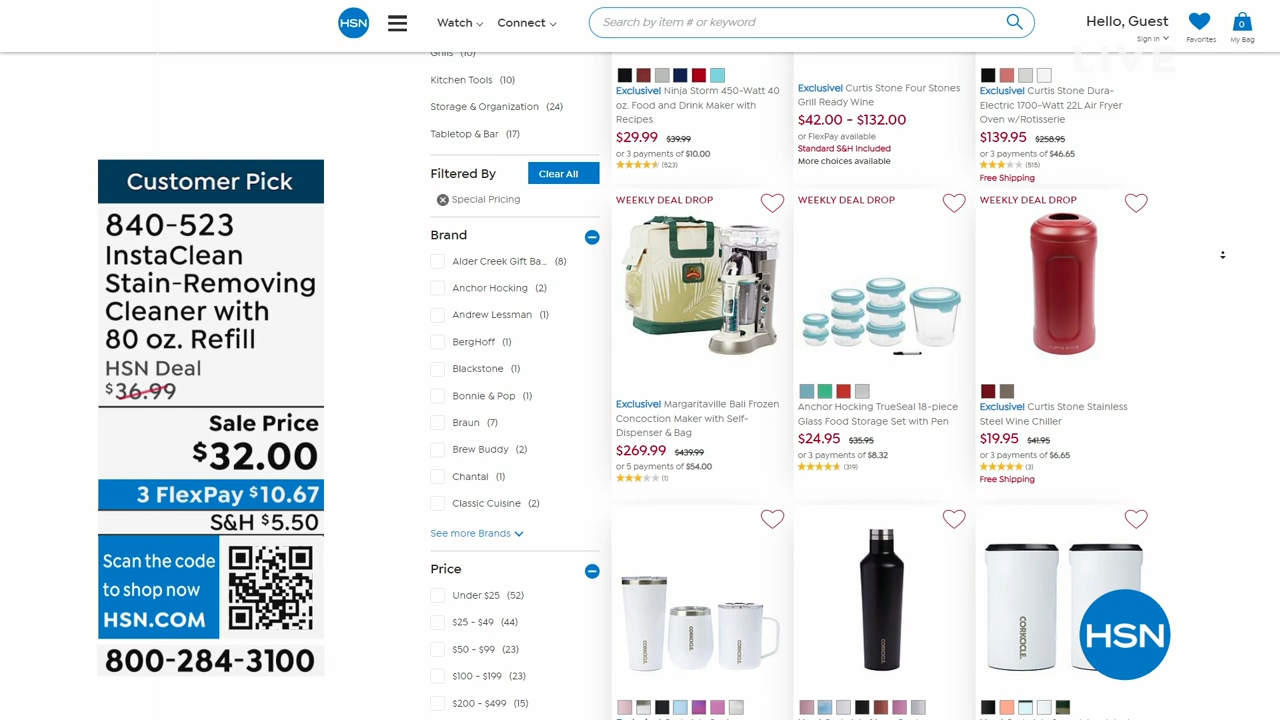 HSN
Watch
Connect
Search by item # or keyword
Hello, Guest
Sign In
Favorites
0
My Bag
LIVE
Grills (10)
Kitchen Tools (10)
Storage & Organization (24)
Tabletop & Bar (17)
Filtered By
Clear All
Special Pricing
Brand
Alder Creek Gift Ba... (8)
Anchor Hocking (2)
Andrew Lessman (1)
BergHoff (1)
Blackstone (1)
Bonnie & Pop (1)
Braun (7)
Brew Buddy (2)
Chantal (1)
Classic Cuisine (2)
See more Brands
Price
Under $25 (52)
$25 - $49 (44)
$50 - $99 (23)
$100 - $199 (23)
$200 - $499 (15)
Customer Pick
840-523
InstaClean
Stain-Removing
Cleaner with
80 oz. Refill
HSN Deal
$36.99
Sale Price
$32.00
3 FlexPay $10.67
S&H $5.50
Scan the code
to shop now
HSN.COM
800-284-3100
Exclusive! Ninja Storm 450-Watt 40
oz. Food and Drink Maker with
Recipes
$29.99 $39.99
or 3 payments of $10.00
(523)
Exclusive! Curtis Stone Four Stones
Grill Ready Wine
$42.00 - $132.00
or FlexPay available
Standard S&H Included
More choices available
Exclusive! Curtis Stone Dura-
Electric 1700-Watt 22L Air Fryer
Oven w/Rotisserie
$139.95 $258.95
or 3 payments of $46.65
(515)
Free Shipping
WEEKLY DEAL DROP
Exclusive! Margaritaville Bali Frozen
Concoction Maker with Self-
Dispenser & Bag
$269.99 $439.99
or 5 payments of $54.00
(1)
WEEKLY DEAL DROP
Anchor Hocking TrueSeal 18-piece
Glass Food Storage Set with Pen
$24.95 $35.95
or 3 payments of $8.32
(319)
WEEKLY DEAL DROP
Exclusive! Curtis Stone Stainless
Steel Wine Chiller
$19.95 $41.95
or 3 payments of $6.65
(3)
Free Shipping
CORKCICLE.
CORKCICLE.
CORKCICLE.
CORKCICLE.
CORKCICLE.
HSN